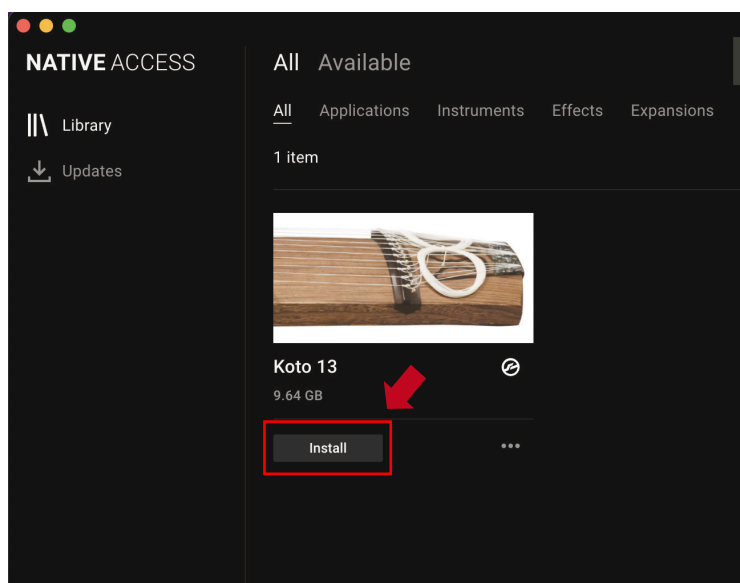 NATIVE ACCESS
Library
Updates
All Available
All Applications Instruments Effects Expansions
1 item
Koto 13
9.64 GB
Install